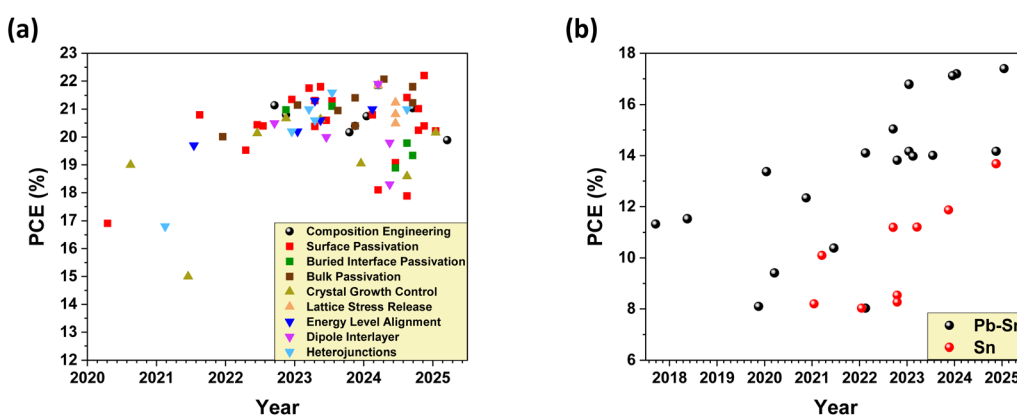 (a)
23
22
21
20
19
18
17
16
15
14
13
12
PCE (%)
2020
2021
2022
2023
2024
2025
Year
Composition Engineering
Surface Passivation
Buried Interface Passivation
Bulk Passivation
Crystal Growth Control
Lattice Stress Release
Energy Level Alignment
Dipole Interlayer
Heterojunctions
(b)
18
16
14
12
10
8
6
PCE (%)
2018
2019
2020
2021
2022
2023
2024
2025
Year
Pb-Sn
Sn